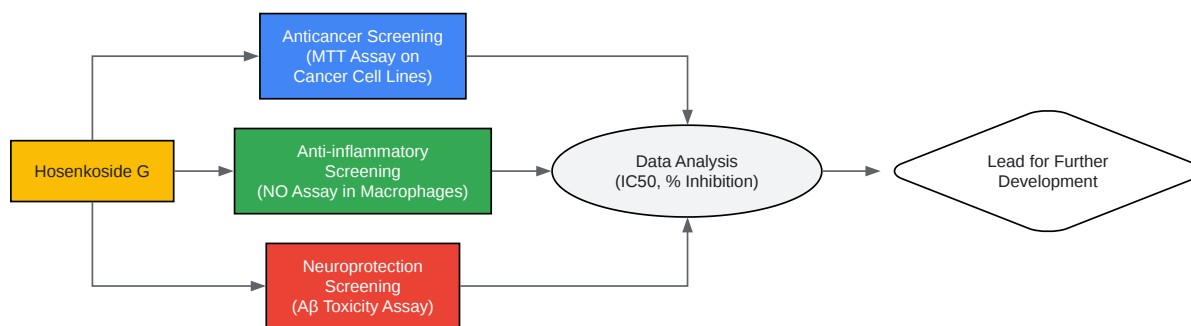 Hosenkoside G
Anticancer Screening
(MTT Assay on
Cancer Cell Lines)
Anti-inflammatory
Screening
(NO Assay in Macrophages)
Neuroprotection
Screening
(Aβ Toxicity Assay)
Data Analysis
(IC50, % Inhibition)
Lead for Further
Development